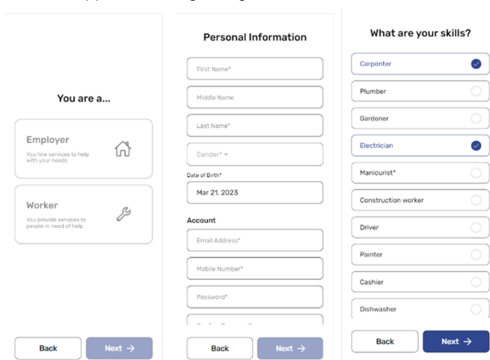 You are a...
Employer
You hire services to help
with your needs
Worker
You provide services to
people in need of help
Back
Next →
Personal Information
First Name*
Middle Name
Last Name*
Gender*
Date of Birth*
Mar 21, 2023
Account
Email Address*
Mobile Number*
Password*
Back
Next →
What are your skills?
Carpenter
Plumber
Gardener
Electrician
Manicurist*
Construction worker
Driver
Painter
Cashier
Dishwasher
Back
Next →